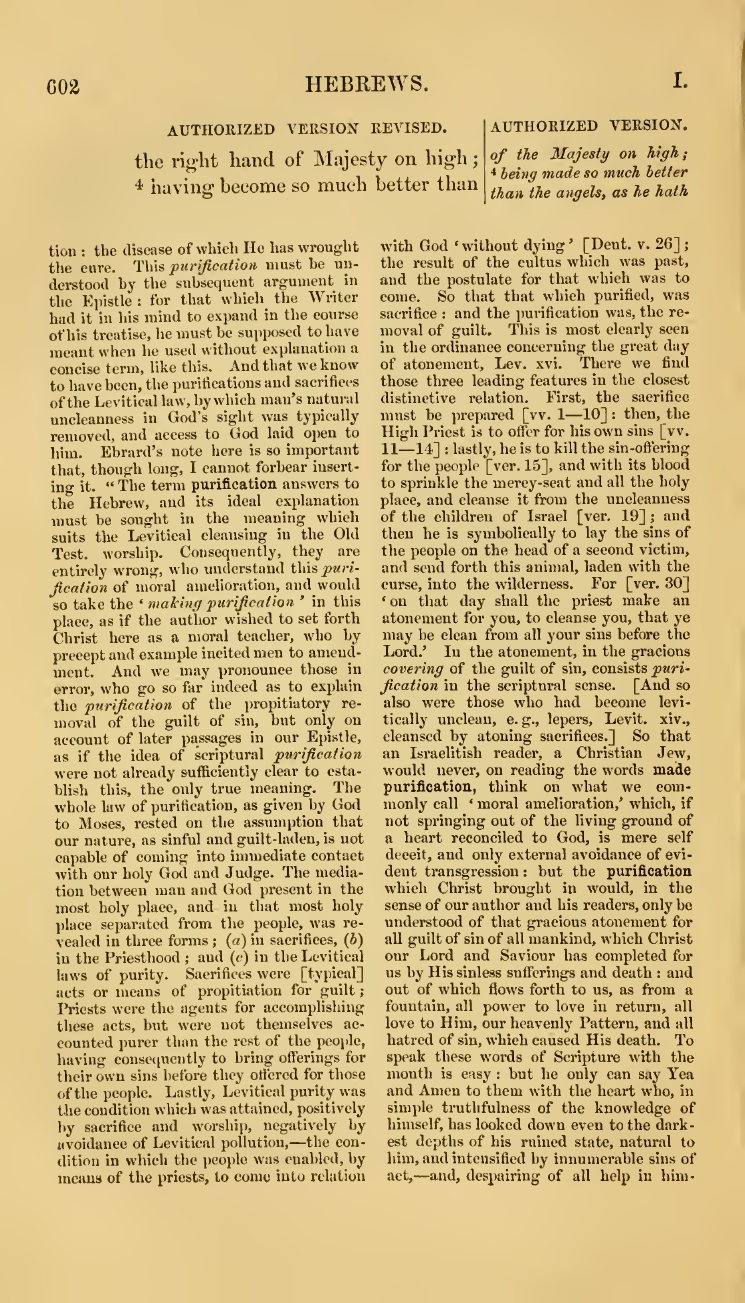 602
HEBREWS.
I.
AUTHORIZED VERSION REVISED.
the right hand of Majesty on high ;
4 having become so much better than
AUTHORIZED VERSION.
of the Majesty on high ;
4 being made so much better
than the angels, as he hath
tion : the disease of which He has wrought
the cure. This purification must be un-
derstood by the subsequent argument in
the Epistle : for that which the Writer
had it in his mind to expand in the course
of his treatise, he must be supposed to have
meant when he used without explanation a
concise term, like this. And that we know
to have been, the purifications and sacrifices
of the Levitical law, by which man's natural
uncleanness in God's sight was typically
removed, and access to God laid open to
him. Ebrard's note here is so important
that, though long, I cannot forbear insert-
ing it. “ The term purification answers to
the Hebrew, and its ideal explanation
must be sought in the meaning which
suits the Levitical cleansing in the Old
Test. worship. Consequently, they are
entirely wrong, who understand this puri-
fication of moral amelioration, and would
so take the ‘ making purification ’ in this
place, as if the author wished to set forth
Christ here as a moral teacher, who by
precept and example incited men to amend-
ment. And we may pronounce those in
error, who go so far indeed as to explain
the purification of the propitiatory re-
moval of the guilt of sin, but only on
account of later passages in our Epistle,
as if the idea of scriptural purification
were not already sufficiently clear to esta-
blish this, the only true meaning. The
whole law of purification, as given by God
to Moses, rested on the assumption that
our nature, as sinful and guilt-laden, is not
capable of coming into immediate contact
with our holy God and Judge. The media-
tion between man and God present in the
most holy place, and in that most holy
place separated from the people, was re-
vealed in three forms ; (a) in sacrifices, (b)
in the Priesthood ; and (c) in the Levitical
laws of purity. Sacrifices were [typical]
acts or means of propitiation for guilt ;
Priests were the agents for accomplishing
these acts, but were not themselves ac-
counted purer than the rest of the people,
having consequently to bring offerings for
their own sins before they offered for those
of the people. Lastly, Levitical purity was
the condition which was attained, positively
by sacrifice and worship, negatively by
avoidance of Levitical pollution,—the con-
dition in which the people was enabled, by
means of the priests, to come into relation
with God ‘ without dying ’ [Deut. v. 26] ;
the result of the cultus which was past,
and the postulate for that which was to
come. So that that which purified, was
sacrifice : and the purification was, the re-
moval of guilt. This is most clearly seen
in the ordinance concerning the great day
of atonement, Lev. xvi. There we find
those three leading features in the closest
distinctive relation. First, the sacrifice
must be prepared [vv. 1—10] : then, the
High Priest is to offer for his own sins [vv.
11—14] : lastly, he is to kill the sin-offering
for the people [ver. 15], and with its blood
to sprinkle the mercy-seat and all the holy
place, and cleanse it from the uncleanness
of the children of Israel [ver. 19] ; and
then he is symbolically to lay the sins of
the people on the head of a second victim,
and send forth this animal, laden with the
curse, into the wilderness. For [ver. 30]
‘ on that day shall the priest make an
atonement for you, to cleanse you, that ye
may be clean from all your sins before the
Lord.’ In the atonement, in the gracious
covering of the guilt of sin, consists puri-
fication in the scriptural sense. [And so
also were those who had become levi-
tically unclean, e. g., lepers, Levit. xiv.,
cleansed by atoning sacrifices.] So that
an Israelitish reader, a Christian Jew,
would never, on reading the words made
purification, think on what we com-
monly call ‘ moral amelioration,’ which, if
not springing out of the living ground of
a heart reconciled to God, is mere self
deceit, and only external avoidance of evi-
dent transgression : but the purification
which Christ brought in would, in the
sense of our author and his readers, only be
understood of that gracious atonement for
all guilt of sin of all mankind, which Christ
our Lord and Saviour has completed for
us by His sinless sufferings and death : and
out of which flows forth to us, as from a
fountain, all power to love in return, all
love to Him, our heavenly Pattern, and all
hatred of sin, which caused His death. To
speak these words of Scripture with the
mouth is easy : but he only can say Yea
and Amen to them with the heart who, in
simple truthfulness of the knowledge of
himself, has looked down even to the dark-
est depths of his ruined state, natural to
him, and intensified by innumerable sins of
act,—and, despairing of all help in him-